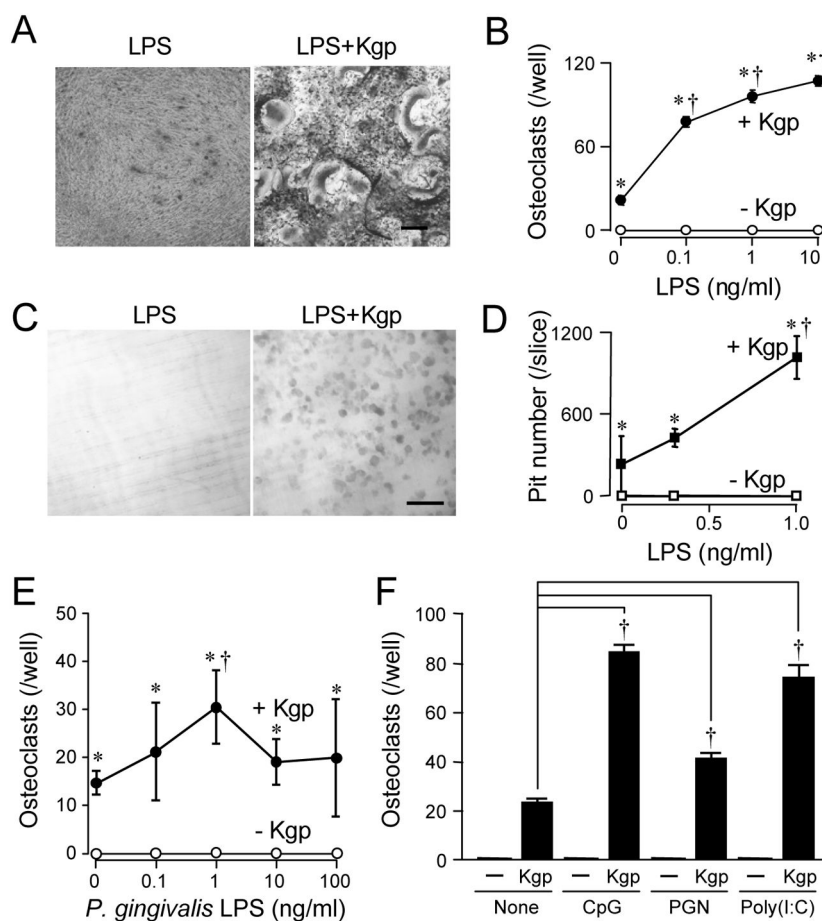 A
LPS
LPS+Kgp
B
Osteoclasts (/well)
120
60
0
* 
* †
* †
*
+ Kgp
- Kgp
0
0.1
1
10
LPS (ng/ml)
C
LPS
LPS+Kgp
D
Pit number (/slice)
1200
600
0
*
*
* †
+ Kgp
- Kgp
0
0.5
1.0
LPS (ng/ml)
E
Osteoclasts (/well)
50
40
30
20
10
0
*
*
* †
*
*
+ Kgp
- Kgp
0
0.1
1
10
100
P. gingivalis LPS (ng/ml)
F
Osteoclasts (/well)
100
80
60
40
20
0
†
†
†
– Kgp – Kgp – Kgp – Kgp
None CpG PGN Poly(I:C)